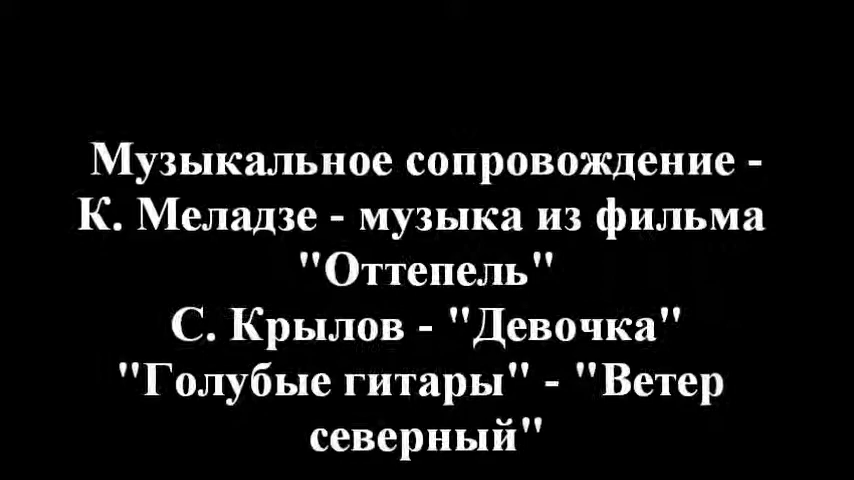 Музыкальное сопровождение -
К. Меладзе - музыка из фильма
"Оттепель"
С. Крылов - "Девочка"
"Голубые гитары" - "Ветер
северный"